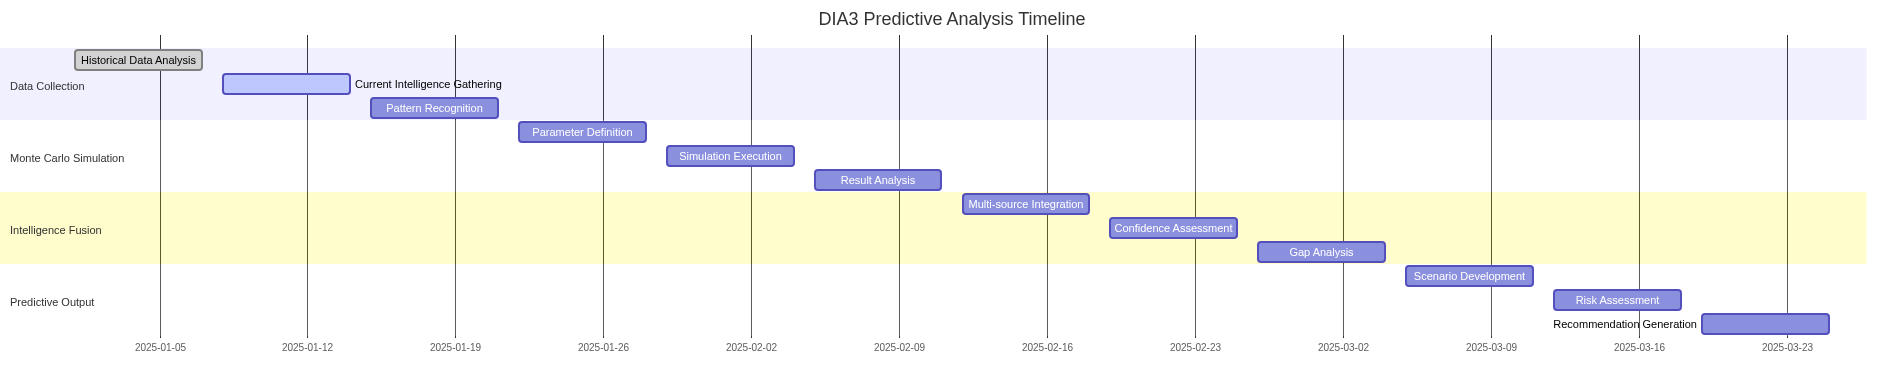 DIA3 Predictive Analysis Timeline
Historical Data Analysis
Data Collection
Current Intelligence Gathering
Pattern Recognition
Parameter Definition
Monte Carlo Simulation
Simulation Execution
Result Analysis
Multi-source Integration
Intelligence Fusion
Confidence Assessment
Gap Analysis
Scenario Development
Predictive Output
Risk Assessment
Recommendation Generation
2025-01-05
2025-01-12
2025-01-19
2025-01-26
2025-02-02
2025-02-09
2025-02-16
2025-02-23
2025-03-02
2025-03-09
2025-03-16
2025-03-23